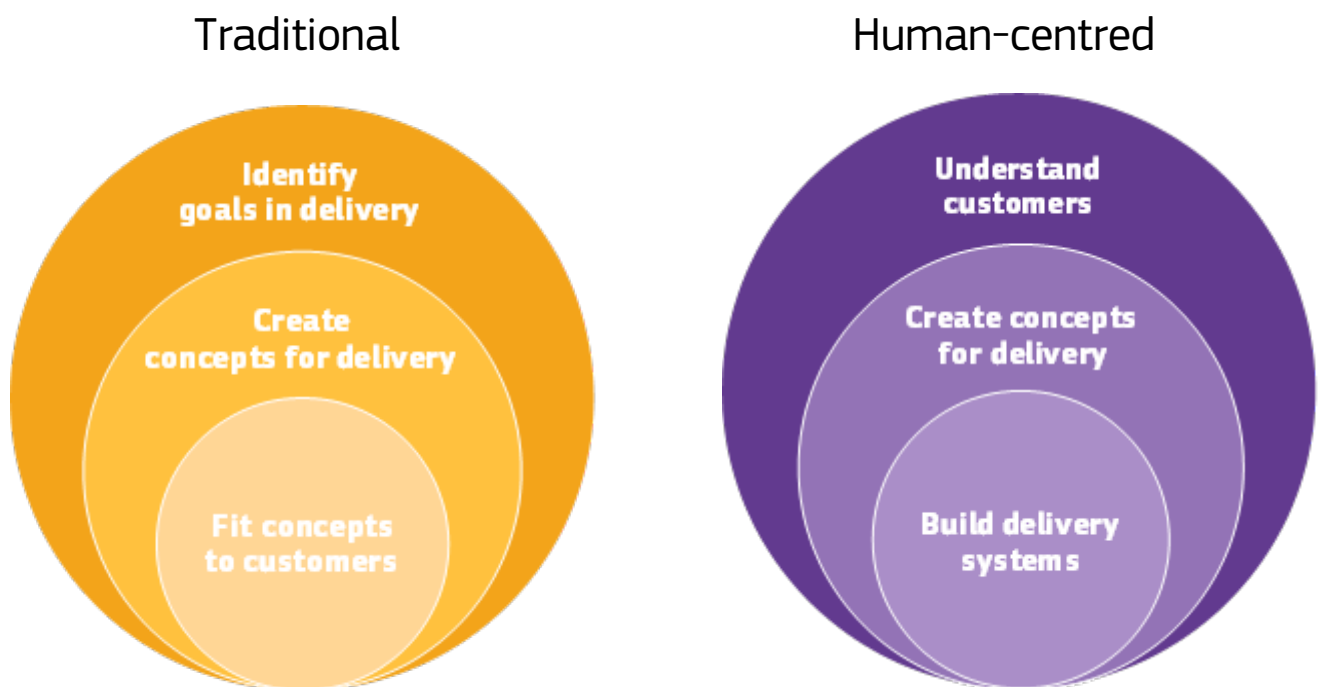 Traditional
Human-centred
Identify
goals in delivery
Create
concepts for delivery
Fit concepts
to customers
Understand
customers
Create concepts
for delivery
Build delivery
systems